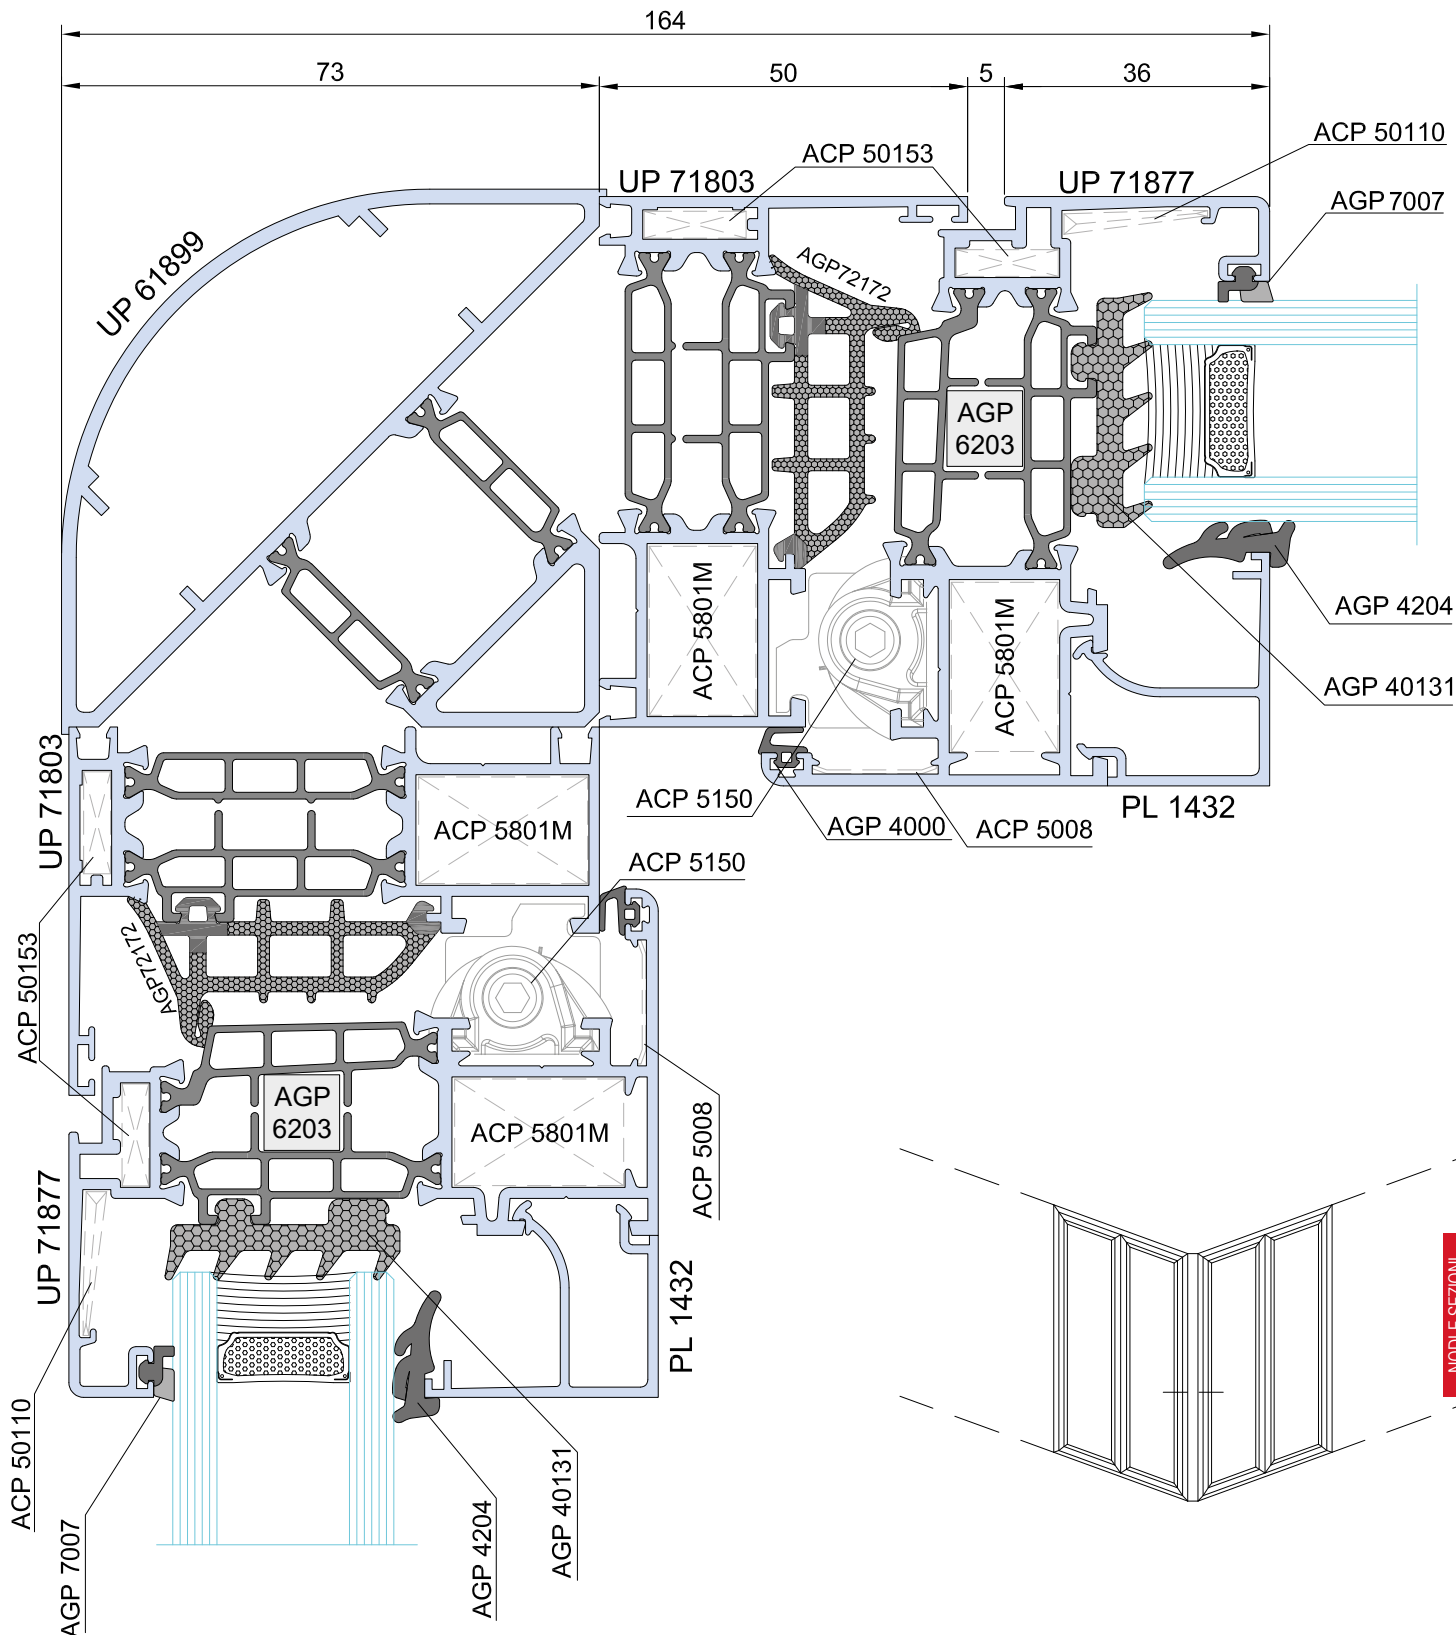 164
73
50
5
36
ACP 50110
ACP 50153
UP 71803
UP 71877
AGP 7007
UP 61899
AGP72172
AGP
6203
ACP 5801M
ACP 5801M
AGP 4204
AGP 40131
ACP 5150
AGP 4000
ACP 5008
PL 1432
UP 71803
ACP 5801M
ACP 5150
AGP72172
ACP 50153
AGP
6203
ACP 5801M
ACP 5008
UP 71877
PL 1432
ACP 50110
AGP 7007
AGP 4204
AGP 40131
NODI E SEZIONI